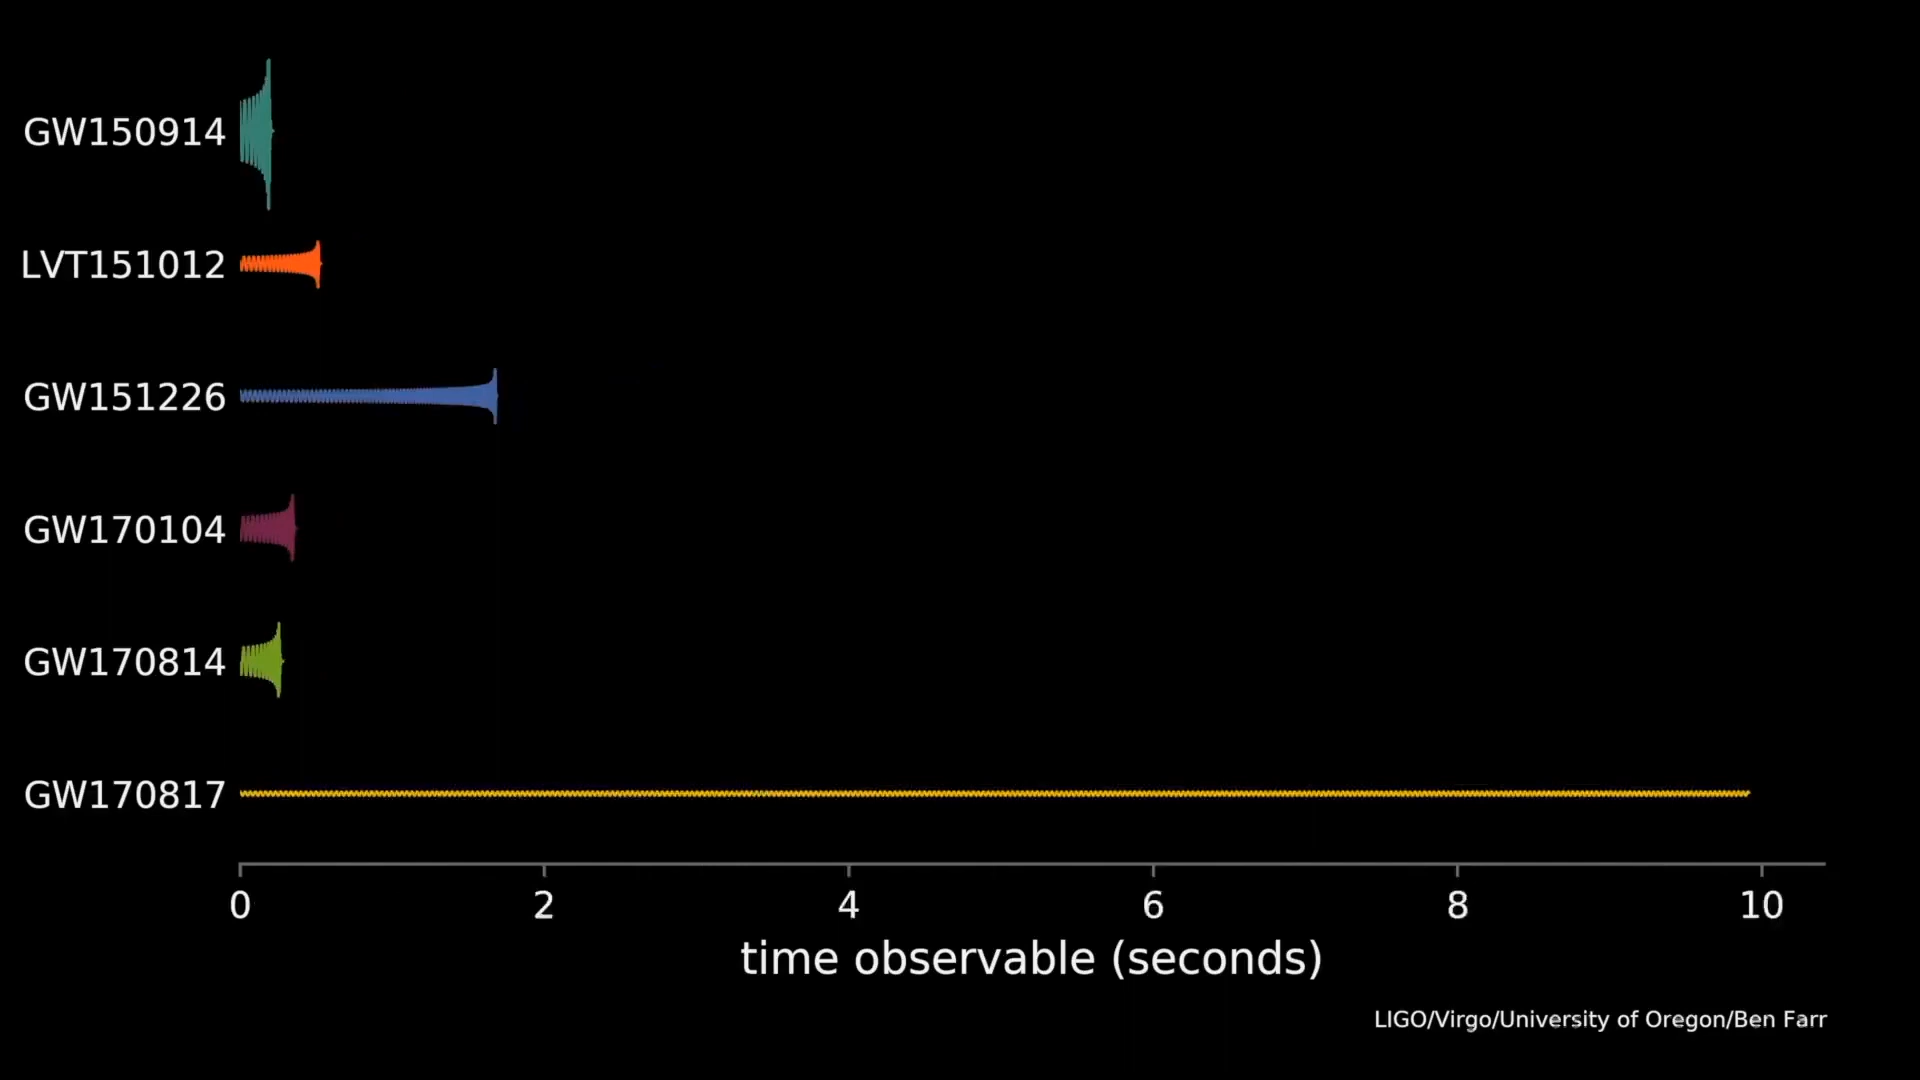 GW150914
LVT151012
GW151226
GW170104
GW170814
GW170817
0 2 4 6 8 10
time observable (seconds)
LIGO/Virgo/University of Oregon/Ben Farr